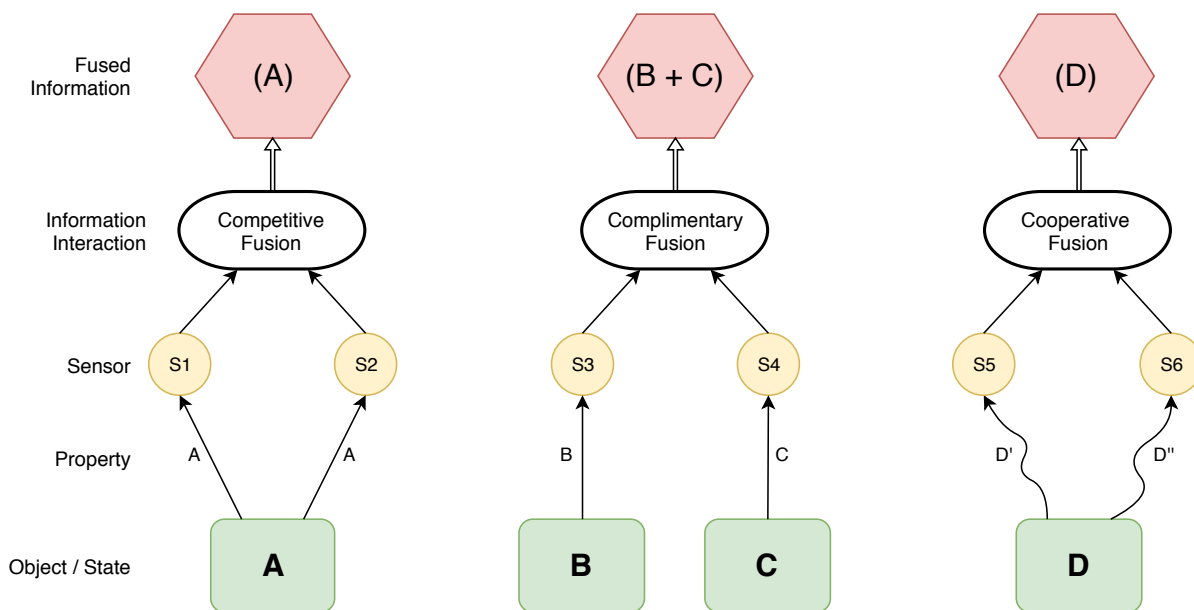 Fused
Information
(A)
(B + C)
(D)
Information
Interaction
Competitive
Fusion
Complimentary
Fusion
Cooperative
Fusion
Sensor
S1
S2
S3
S4
S5
S6
Property
A
A
B
C
D'
D"
Object / State
A
B
C
D